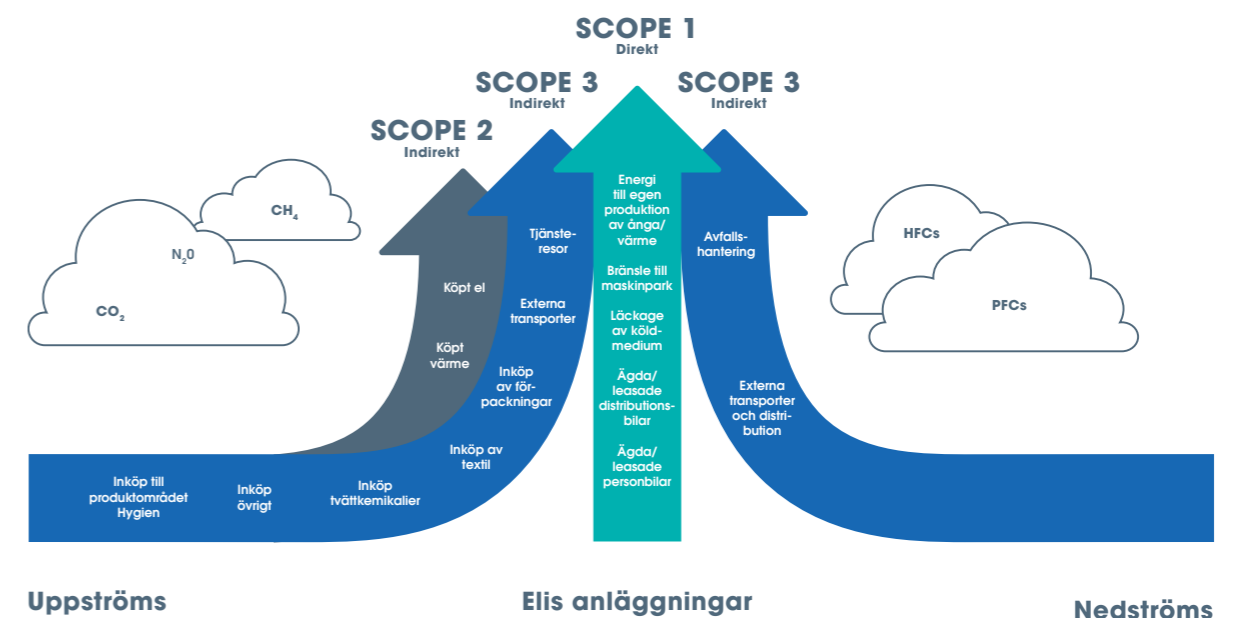 SCOPE 1
Direkt
SCOPE 3
Indirekt
SCOPE 3
Indirekt
SCOPE 2
Indirekt
CH₄
N₂0
CO₂
HFCs
PFCs
Köpt el
Köpt
värme
Tjänste-
resor
Externa
transporter
Inköp
av för-
packningar
Inköp av
textil
Inköp
tvättkemikalier
Inköp
övrigt
Inköp till
produktområdet
Hygien
Energi
till egen
produktion
av ånga/
värme
Bränsle till
maskinpark
Läckage
av köld-
medium
Ägda/
leasade
distributions-
bilar
Ägda/
leasade
personbilar
Avfalls-
hantering
Externa
transporter
och distri-
bution
Uppströms
Elis anläggningar
Nedströms